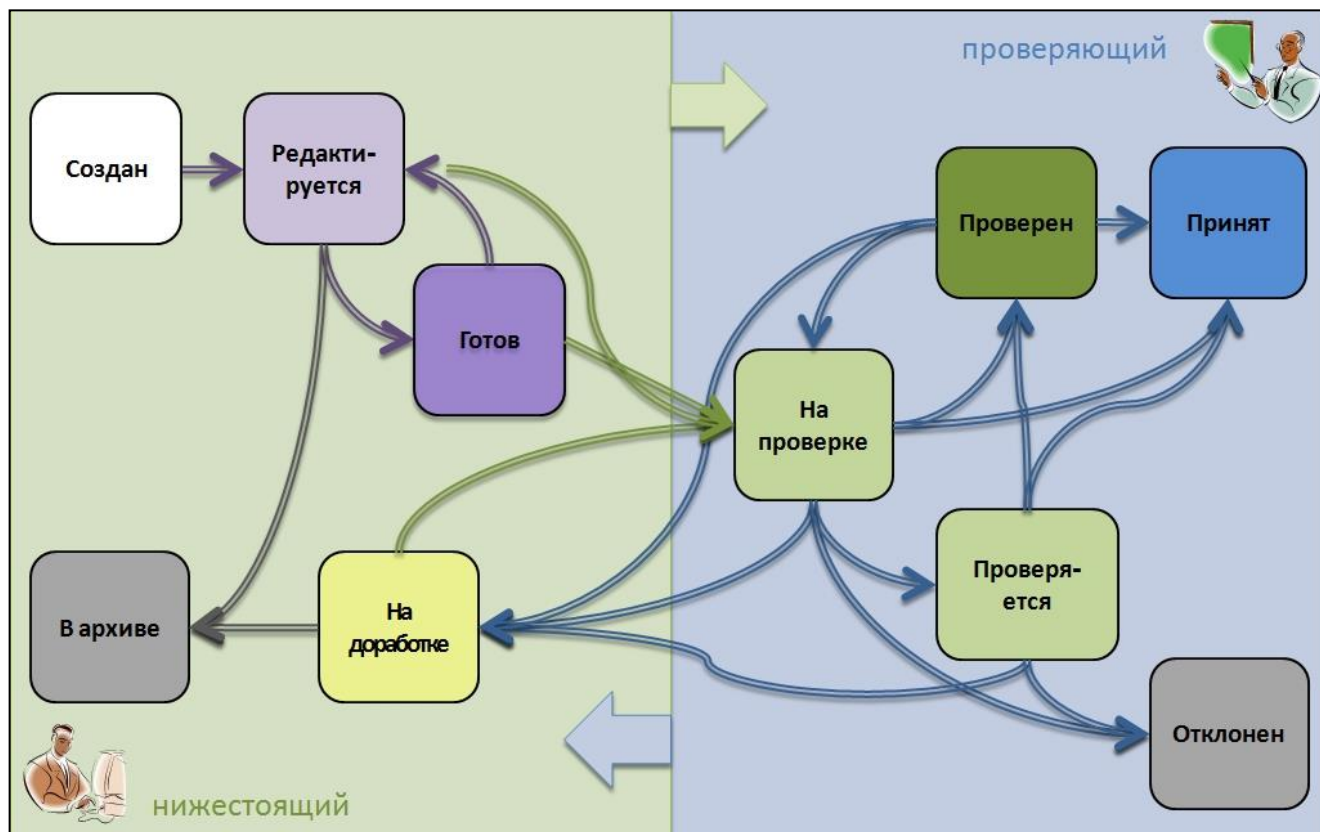 проверяющий
Создан
Редакти-
руется
Проверен
Принят
Готов
На
проверке
Проверя-
ется
В архиве
На
доработке
Отклонен
нижестоящий